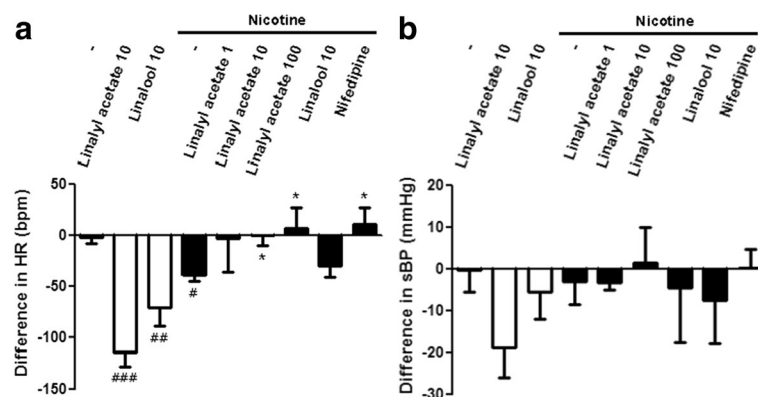 a
Nicotine
-
Linalyl acetate 10
Linalool 10
-
Linalyl acetate 1
Linalyl acetate 10
Linalyl acetate 100
Linalool 10
Nifedipine
Difference in HR (bpm)
50
0
-50
-100
-150
###
##
#
*
*
*
b
Nicotine
-
Linalyl acetate 10
Linalool 10
-
Linalyl acetate 1
Linalyl acetate 10
Linalyl acetate 100
Linalool 10
Nifedipine
Difference in sBP (mmHg)
20
10
0
-10
-20
-30